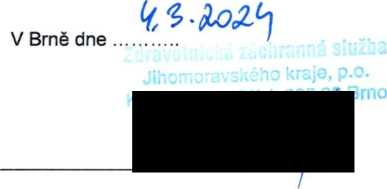 4.3.2024
V Brně dne ...........
Zdravotnická záchranná služba
Jihomoravského kraje, p.o.
Brno